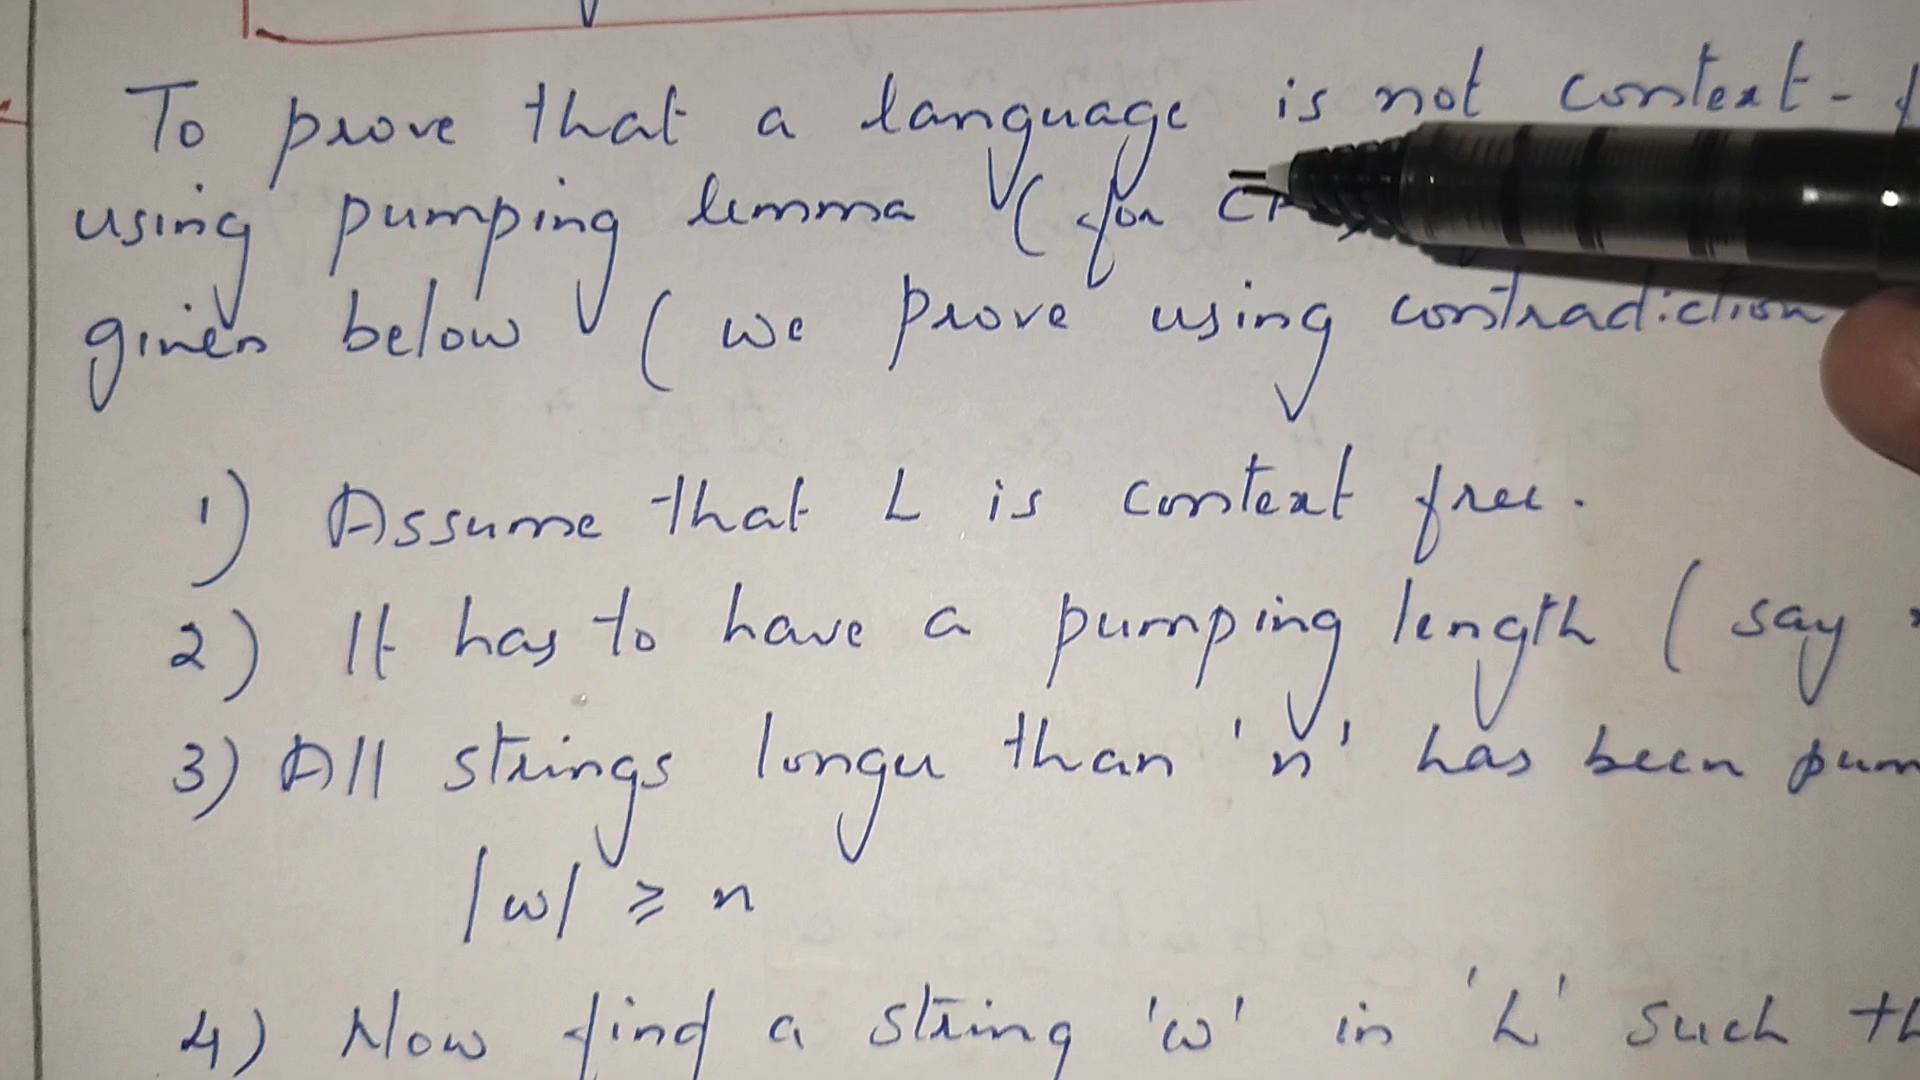 To prove that a language is not context-
using pumping lemma (for
given below (we prove using contradiction
1) Assume that L is context free.
2) It has to have a pumping length (say
3) All strings longer than 'n' has been
|w| ≥ n
4) Now find a string 'w' in 'L' such